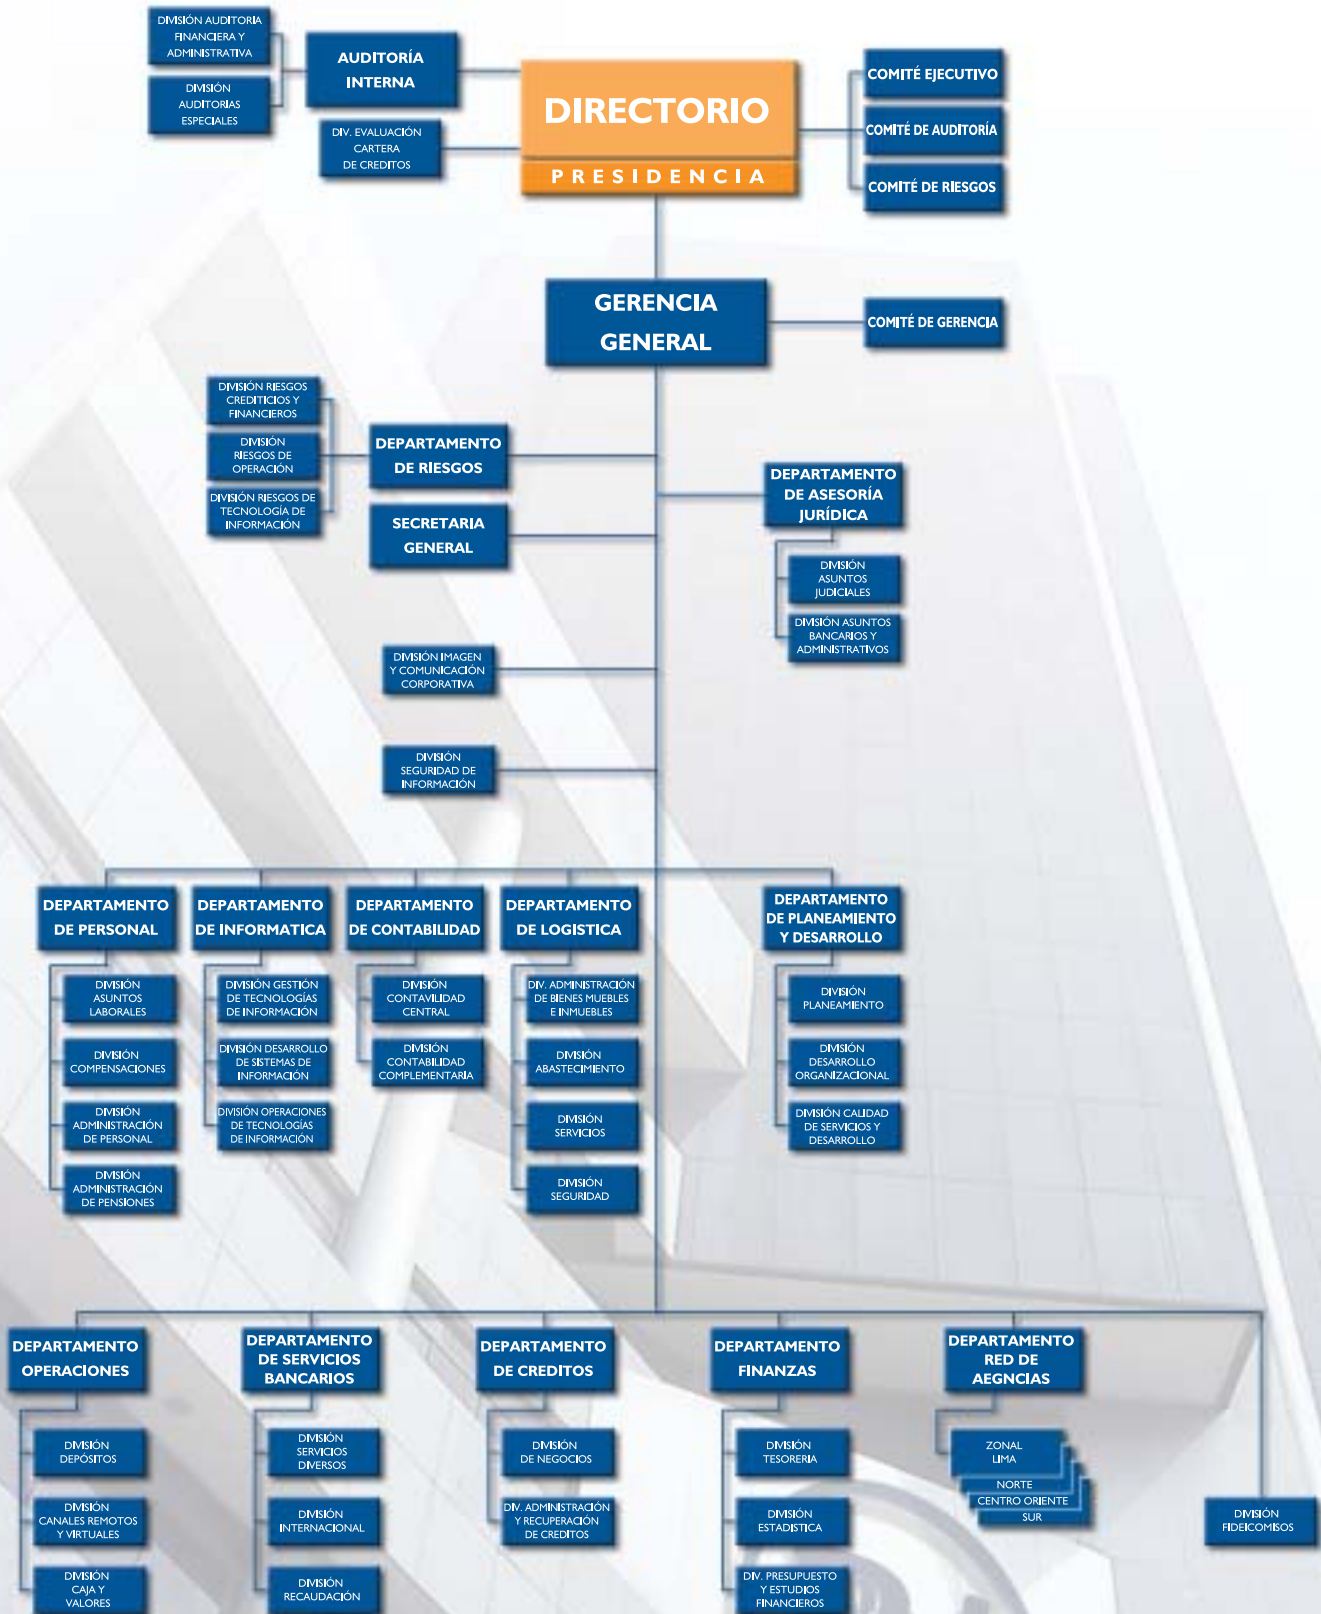 DIVISIÓN AUDITORIA
FINANCIERA Y
ADMINISTRATIVA
DIVISIÓN
AUDITORIAS
ESPECIALES
AUDITORÍA
INTERNA
DIV. EVALUACIÓN
CARTERA
DE CREDITOS
DIRECTORIO
PRESIDENCIA
COMITÉ EJECUTIVO
COMITÉ DE AUDITORÍA
COMITÉ DE RIESGOS
GERENCIA
GENERAL
COMITÉ DE GERENCIA
DIVISIÓN RIESGOS
CREDITICIOS Y
FINANCIEROS
DIVISIÓN
RIESGOS DE
OPERACIÓN
DIVISIÓN RIESGOS DE
TECNOLOGÍA DE
INFORMACIÓN
DEPARTAMENTO
DE RIESGOS
SECRETARIA
GENERAL
DEPARTAMENTO
DE ASESORÍA
JURÍDICA
DIVISIÓN
ASUNTOS
JUDICIALES
DIVISIÓN ASUNTOS
BANCARIOS Y
ADMINISTRATIVOS
DIVISIÓN IMAGEN
Y COMUNICACIÓN
CORPORATIVA
DIVISIÓN
SEGURIDAD DE
INFORMACIÓN
DEPARTAMENTO
DE PERSONAL
DIVISIÓN
ASUNTOS
LABORALES
DIVISIÓN
COMPENSACIONES
DIVISIÓN
ADMINISTRACIÓN
DE PERSONAL
DIVISIÓN
ADMINISTRACIÓN
DE PENSIONES
DEPARTAMENTO
DE INFORMATICA
DIVISIÓN GESTIÓN
DE TECNOLOGÍAS
DE INFORMACIÓN
DIVISIÓN DESARROLLO
DE SISTEMAS DE
INFORMACIÓN
DIVISIÓN OPERACIONES
DE TECNOLOGÍAS
DE INFORMACIÓN
DEPARTAMENTO
DE CONTABILIDAD
DIVISIÓN
CONTAVILIDAD
CENTRAL
DIVISIÓN
CONTABILIDAD
COMPLEMENTARIA
DEPARTAMENTO
DE LOGISTICA
DIV. ADMINISTRACIÓN
DE BIENES MUEBLES
E INMUEBLES
DIVISIÓN
ABASTECIMIENTO
DIVISIÓN
SERVICIOS
DIVISIÓN
SEGURIDAD
DEPARTAMENTO
DE PLANEAMIENTO
Y DESARROLLO
DIVISIÓN
PLANEAMIENTO
DIVISIÓN
DESARROLLO
ORGANIZACIONAL
DIVISIÓN CALIDAD
DE SERVICIOS Y
DESARROLLO
DEPARTAMENTO
OPERACIONES
DIVISIÓN
DEPÓSITOS
DIVISIÓN
CANALES REMOTOS
Y VIRTUALES
DIVISIÓN
CAJA Y
VALORES
DEPARTAMENTO
DE SERVICIOS
BANCARIOS
DIVISIÓN
SERVICIOS
DIVERSOS
DIVISIÓN
INTERNACIONAL
DIVISIÓN
RECAUDACIÓN
DEPARTAMENTO
DE CREDITOS
DIVISIÓN
DE NEGOCIOS
DIV. ADMINISTRACIÓN
Y RECUPERACIÓN
DE CREDITOS
DEPARTAMENTO
FINANZAS
DIVISIÓN
TESORERIA
DIVISIÓN
ESTADISTICA
DIV. PRESUPUESTO
Y ESTUDIOS
FINANCIEROS
DEPARTAMENTO
RED DE
AEGNCIAS
ZONAL
LIMA
NORTE
CENTRO ORIENTE
SUR
DIVISIÓN
FIDEICOMISOS